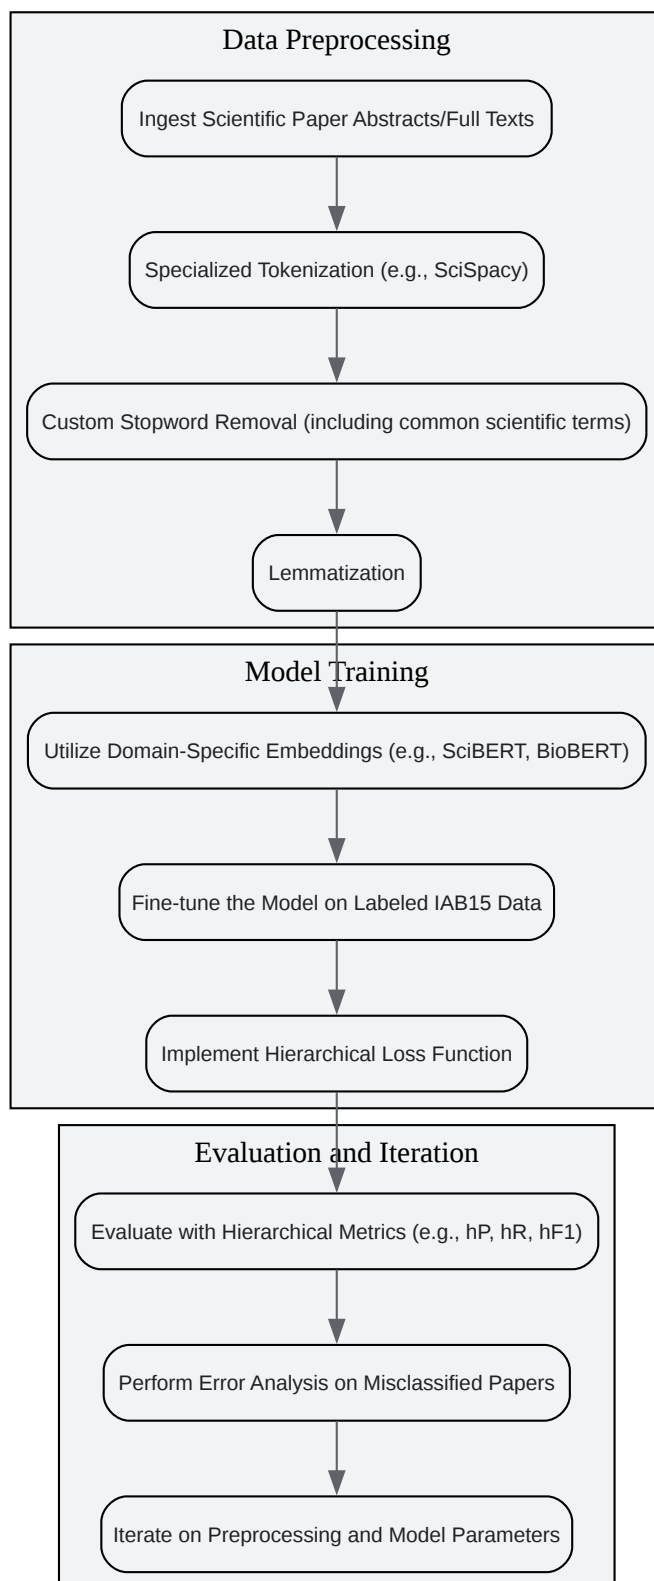 Data Preprocessing
Ingest Scientific Paper Abstracts/Full Texts
Specialized Tokenization (e.g., SciSpacy)
Custom Stopword Removal (including common scientific terms)
Lemmatization
Model Training
Utilize Domain-Specific Embeddings (e.g., SciBERT, BioBERT)
Fine-tune the Model on Labeled IAB15 Data
Implement Hierarchical Loss Function
Evaluation and Iteration
Evaluate with Hierarchical Metrics (e.g., hP, hR, hF1)
Perform Error Analysis on Misclassified Papers
Iterate on Preprocessing and Model Parameters